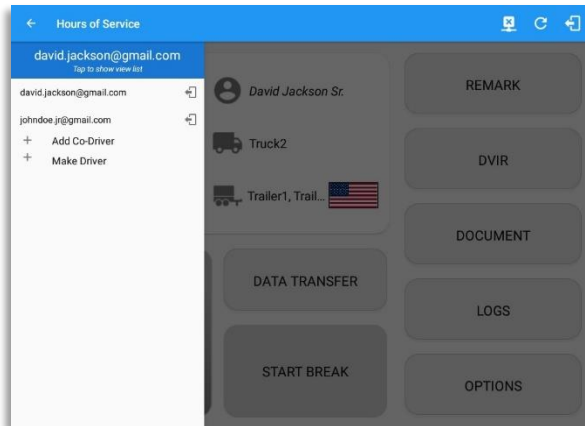 Hours of Service
david.jackson@gmail.com
Tap to show view list
david.jackson@gmail.com
johndoe.jr@gmail.com
+ Add Co-Driver
+ Make Driver
David Jackson Sr.
Truck2
Trailer1, Trail...
DATA TRANSFER
START BREAK
REMARK
DVIR
DOCUMENT
LOGS
OPTIONS